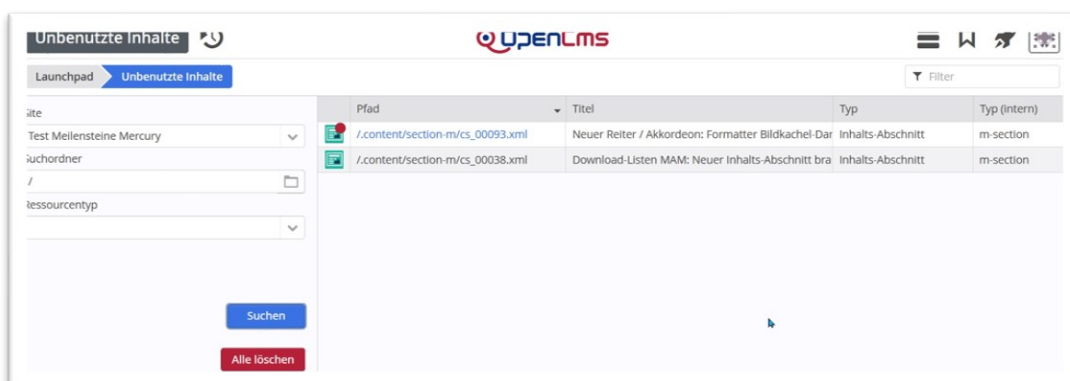 Unbenutzte Inhalte
OpenCms
Launchpad
Unbenutzte Inhalte
Filter
Site
Test Meilensteine Mercury
Suchordner
/
Ressourcentyp
Suchen
Alle löschen
Pfad Titel Typ Typ (intern)
/.content/section-m/cs_00093.xml Neuer Reiter / Akkordeon: Formatter Bildkachel-Dar Inhalts-Abschnitt m-section
/.content/section-m/cs_00038.xml Download-Listen MAM: Neuer Inhalts-Abschnitt bra Inhalts-Abschnitt m-section